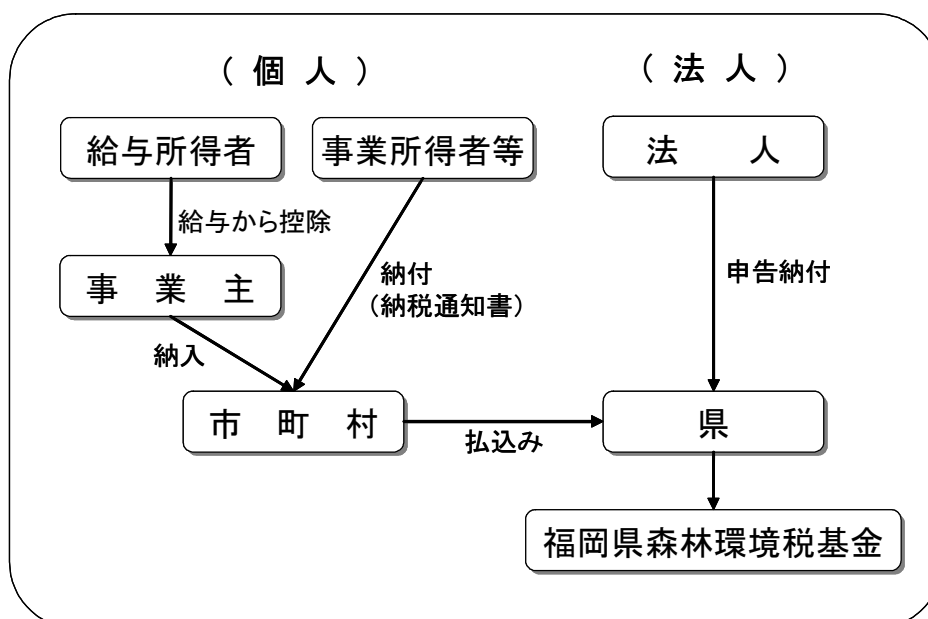 （ 個 人 ）
（ 法 人 ）
給与所得者
事業所得者等
法　人
給与から控除
事　業　主
納付
（納税通知書）
申告納付
納入
市　町　村
払込み
県
福岡県森林環境税基金